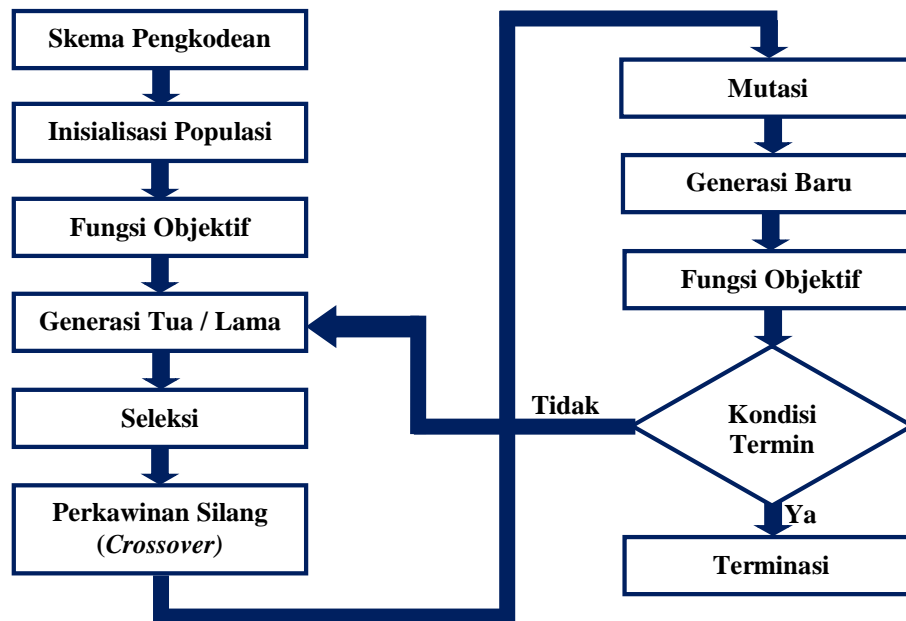 Skema Pengkodean
Inisialisasi Populasi
Fungsi Objektif
Generasi Tua / Lama
Seleksi
Perkawinan Silang
(Crossover)
Mutasi
Generasi Baru
Fungsi Objektif
Tidak
Kondisi
Termin
Ya
Terminasi